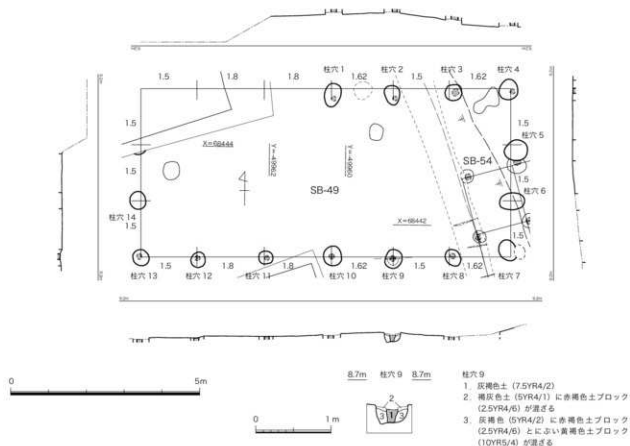 柱穴 1 柱穴 2 柱穴 3 柱穴 4
1.5 1.8 1.8 1.62 1.5 1.62
柱穴 5
1.5
X=68444
Y=-49962
Y=-49960
SB-54
1.5
1.5
SB-49
柱穴 6
X=68442
柱穴 14
1.5
1.5
柱穴 13 1.5 柱穴 12 1.8 柱穴 11 1.8 柱穴 10 1.62 柱穴 9 1.5 柱穴 8 1.62 柱穴 7
8.7m 柱穴 9 8.7m
柱穴 9
1. 灰褐色土 (7.5YR4/2)
2. 褐灰色土 (5YR4/1) に赤褐色土ブロック
(2.5YR4/6) が混ざる
3. 灰褐色 (5YR4/2) に赤褐色土ブロック
(2.5YR4/6) とにぶい黄褐色土ブロック
(10YR5/4) が混ざる
2
3 1 3
0 5m
0 1 m